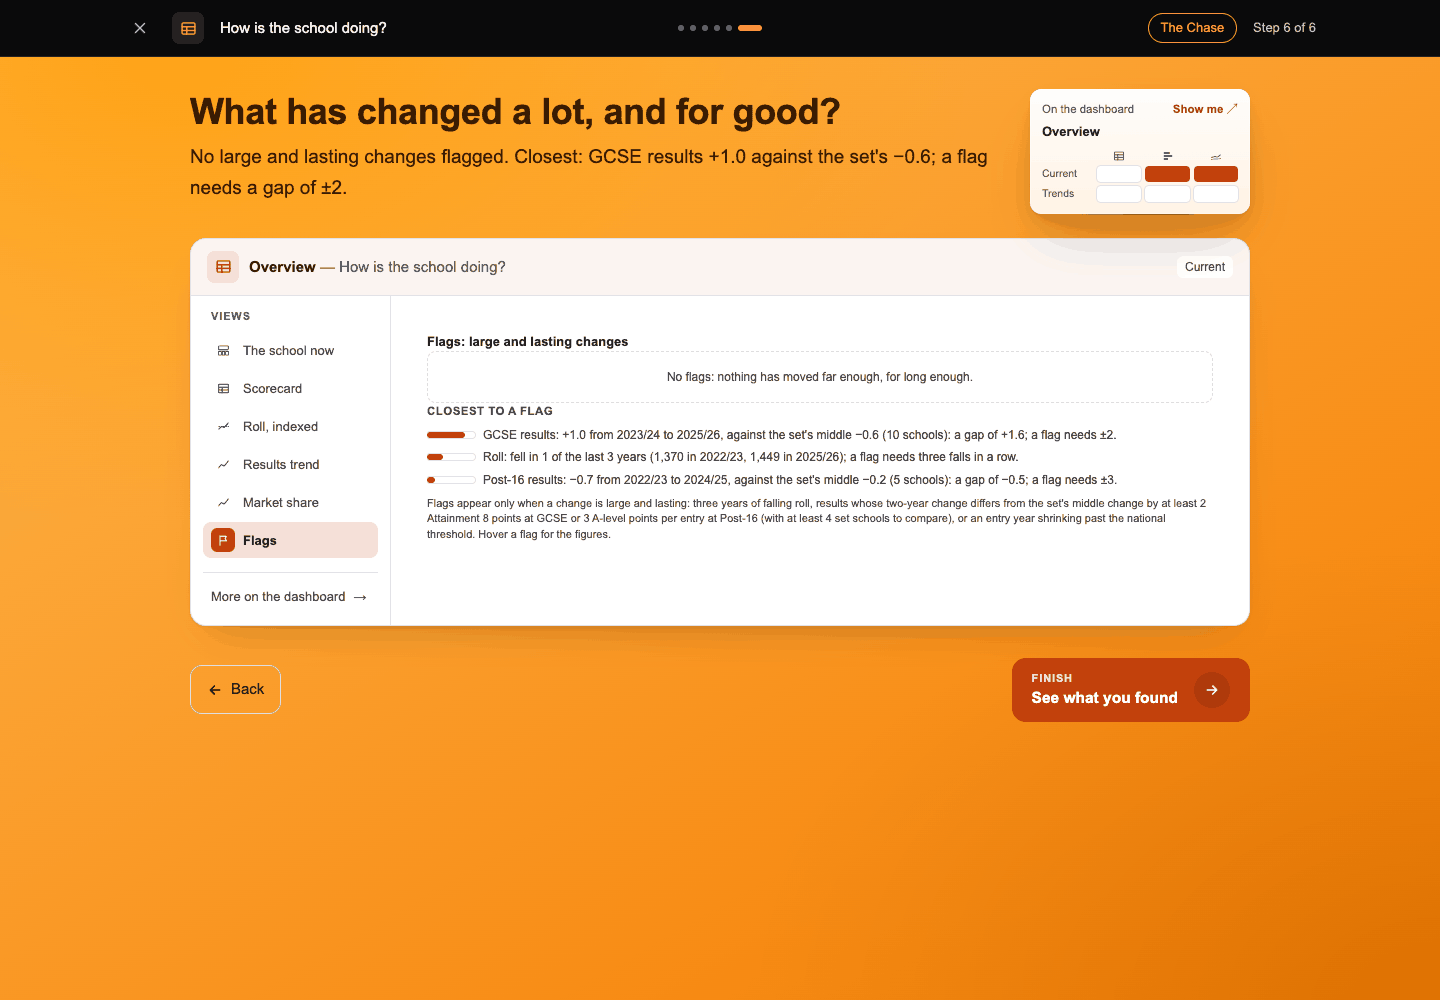 How is the school doing?
The Chase
Step 6 of 6
What has changed a lot, and for good?
No large and lasting changes flagged. Closest: GCSE results +1.0 against the set's −0.6; a flag
needs a gap of ±2.
On the dashboard
Show me
Overview
Current
Trends
Overview — How is the school doing?
Current
VIEWS
The school now
Scorecard
Roll, indexed
Results trend
Market share
Flags
More on the dashboard →
Flags: large and lasting changes
No flags: nothing has moved far enough, for long enough.
CLOSEST TO A FLAG
GCSE results: +1.0 from 2023/24 to 2025/26, against the set's middle −0.6 (10 schools): a gap of +1.6; a flag needs ±2.
Roll: fell in 1 of the last 3 years (1,370 in 2022/23, 1,449 in 2025/26); a flag needs three falls in a row.
Post-16 results: −0.7 from 2022/23 to 2024/25, against the set's middle −0.2 (5 schools): a gap of −0.5; a flag needs ±3.
Flags appear only when a change is large and lasting: three years of falling roll, results whose two-year change differs from the set's middle change by at least 2
Attainment 8 points at GCSE or 3 A-level points per entry at Post-16 (with at least 4 set schools to compare), or an entry year shrinking past the national
threshold. Hover a flag for the figures.
Back
FINISH
See what you found